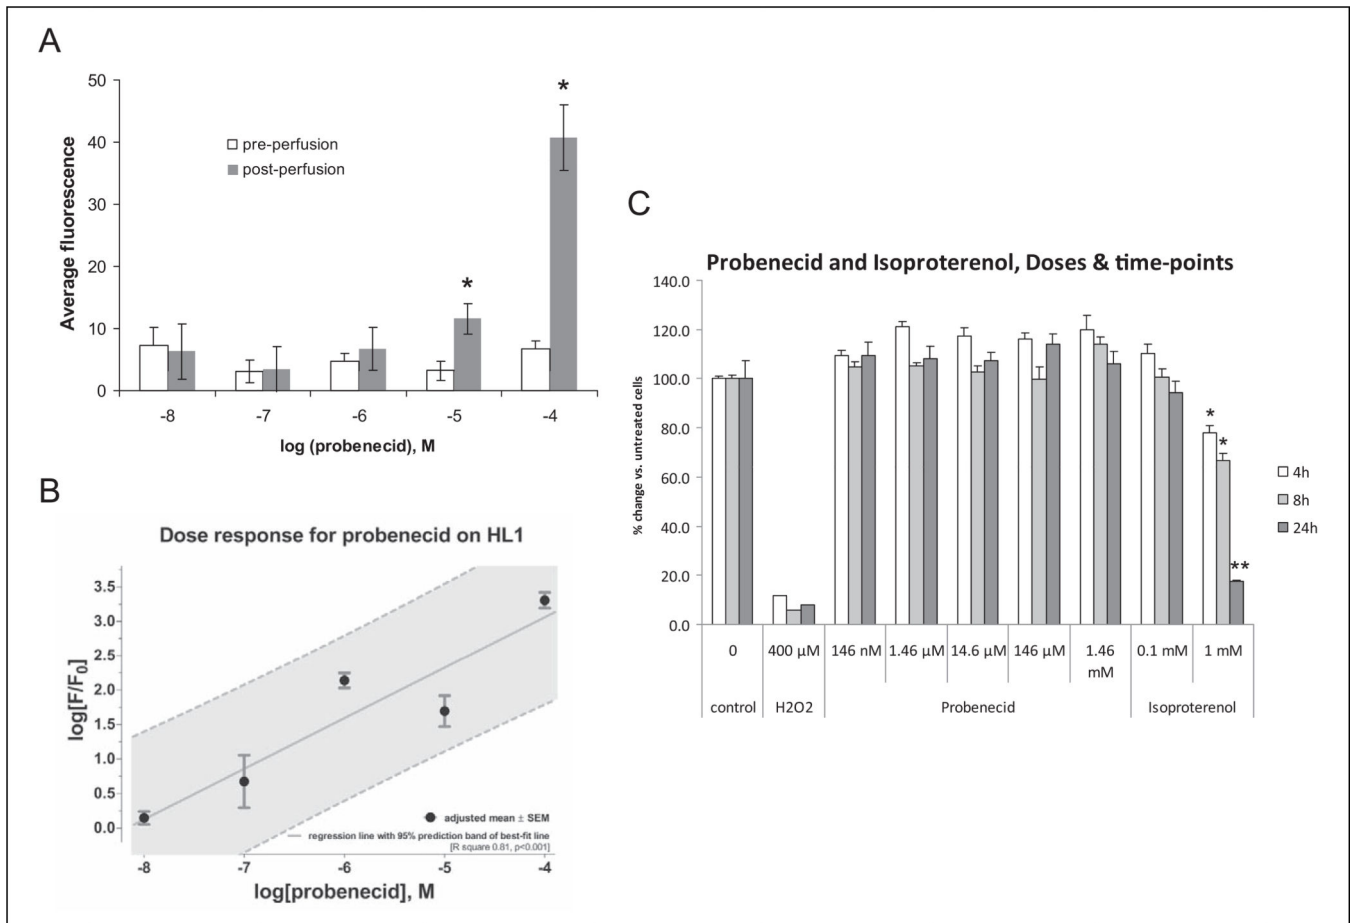 A
50
40
30
20
10
0
Average fluorescence
pre-perfusion
post-perfusion
*
*
-8 -7 -6 -5 -4
log (probenecid), M
B
Dose response for probenecid on HL1
3.5
3.0
2.5
2.0
1.5
1.0
0.5
0.0
log[F/F0]
adjusted mean ± SEM
regression line with 95% prediction band of best-fit line
[R square 0.81, p<0.001]
-8 -7 -6 -5 -4
log[probenecid], M
C
Probenecid and Isoproterenol, Doses & time-points
140.0
120.0
100.0
80.0
60.0
40.0
20.0
0.0
% change vs. untreated cells
*
*
**
4h
8h
24h
0 400 µM 146 nM 1.46 µM 14.6 µM 146 µM 1.46 mM 0.1 mM 1 mM
control H2O2 Probenecid Isoproterenol